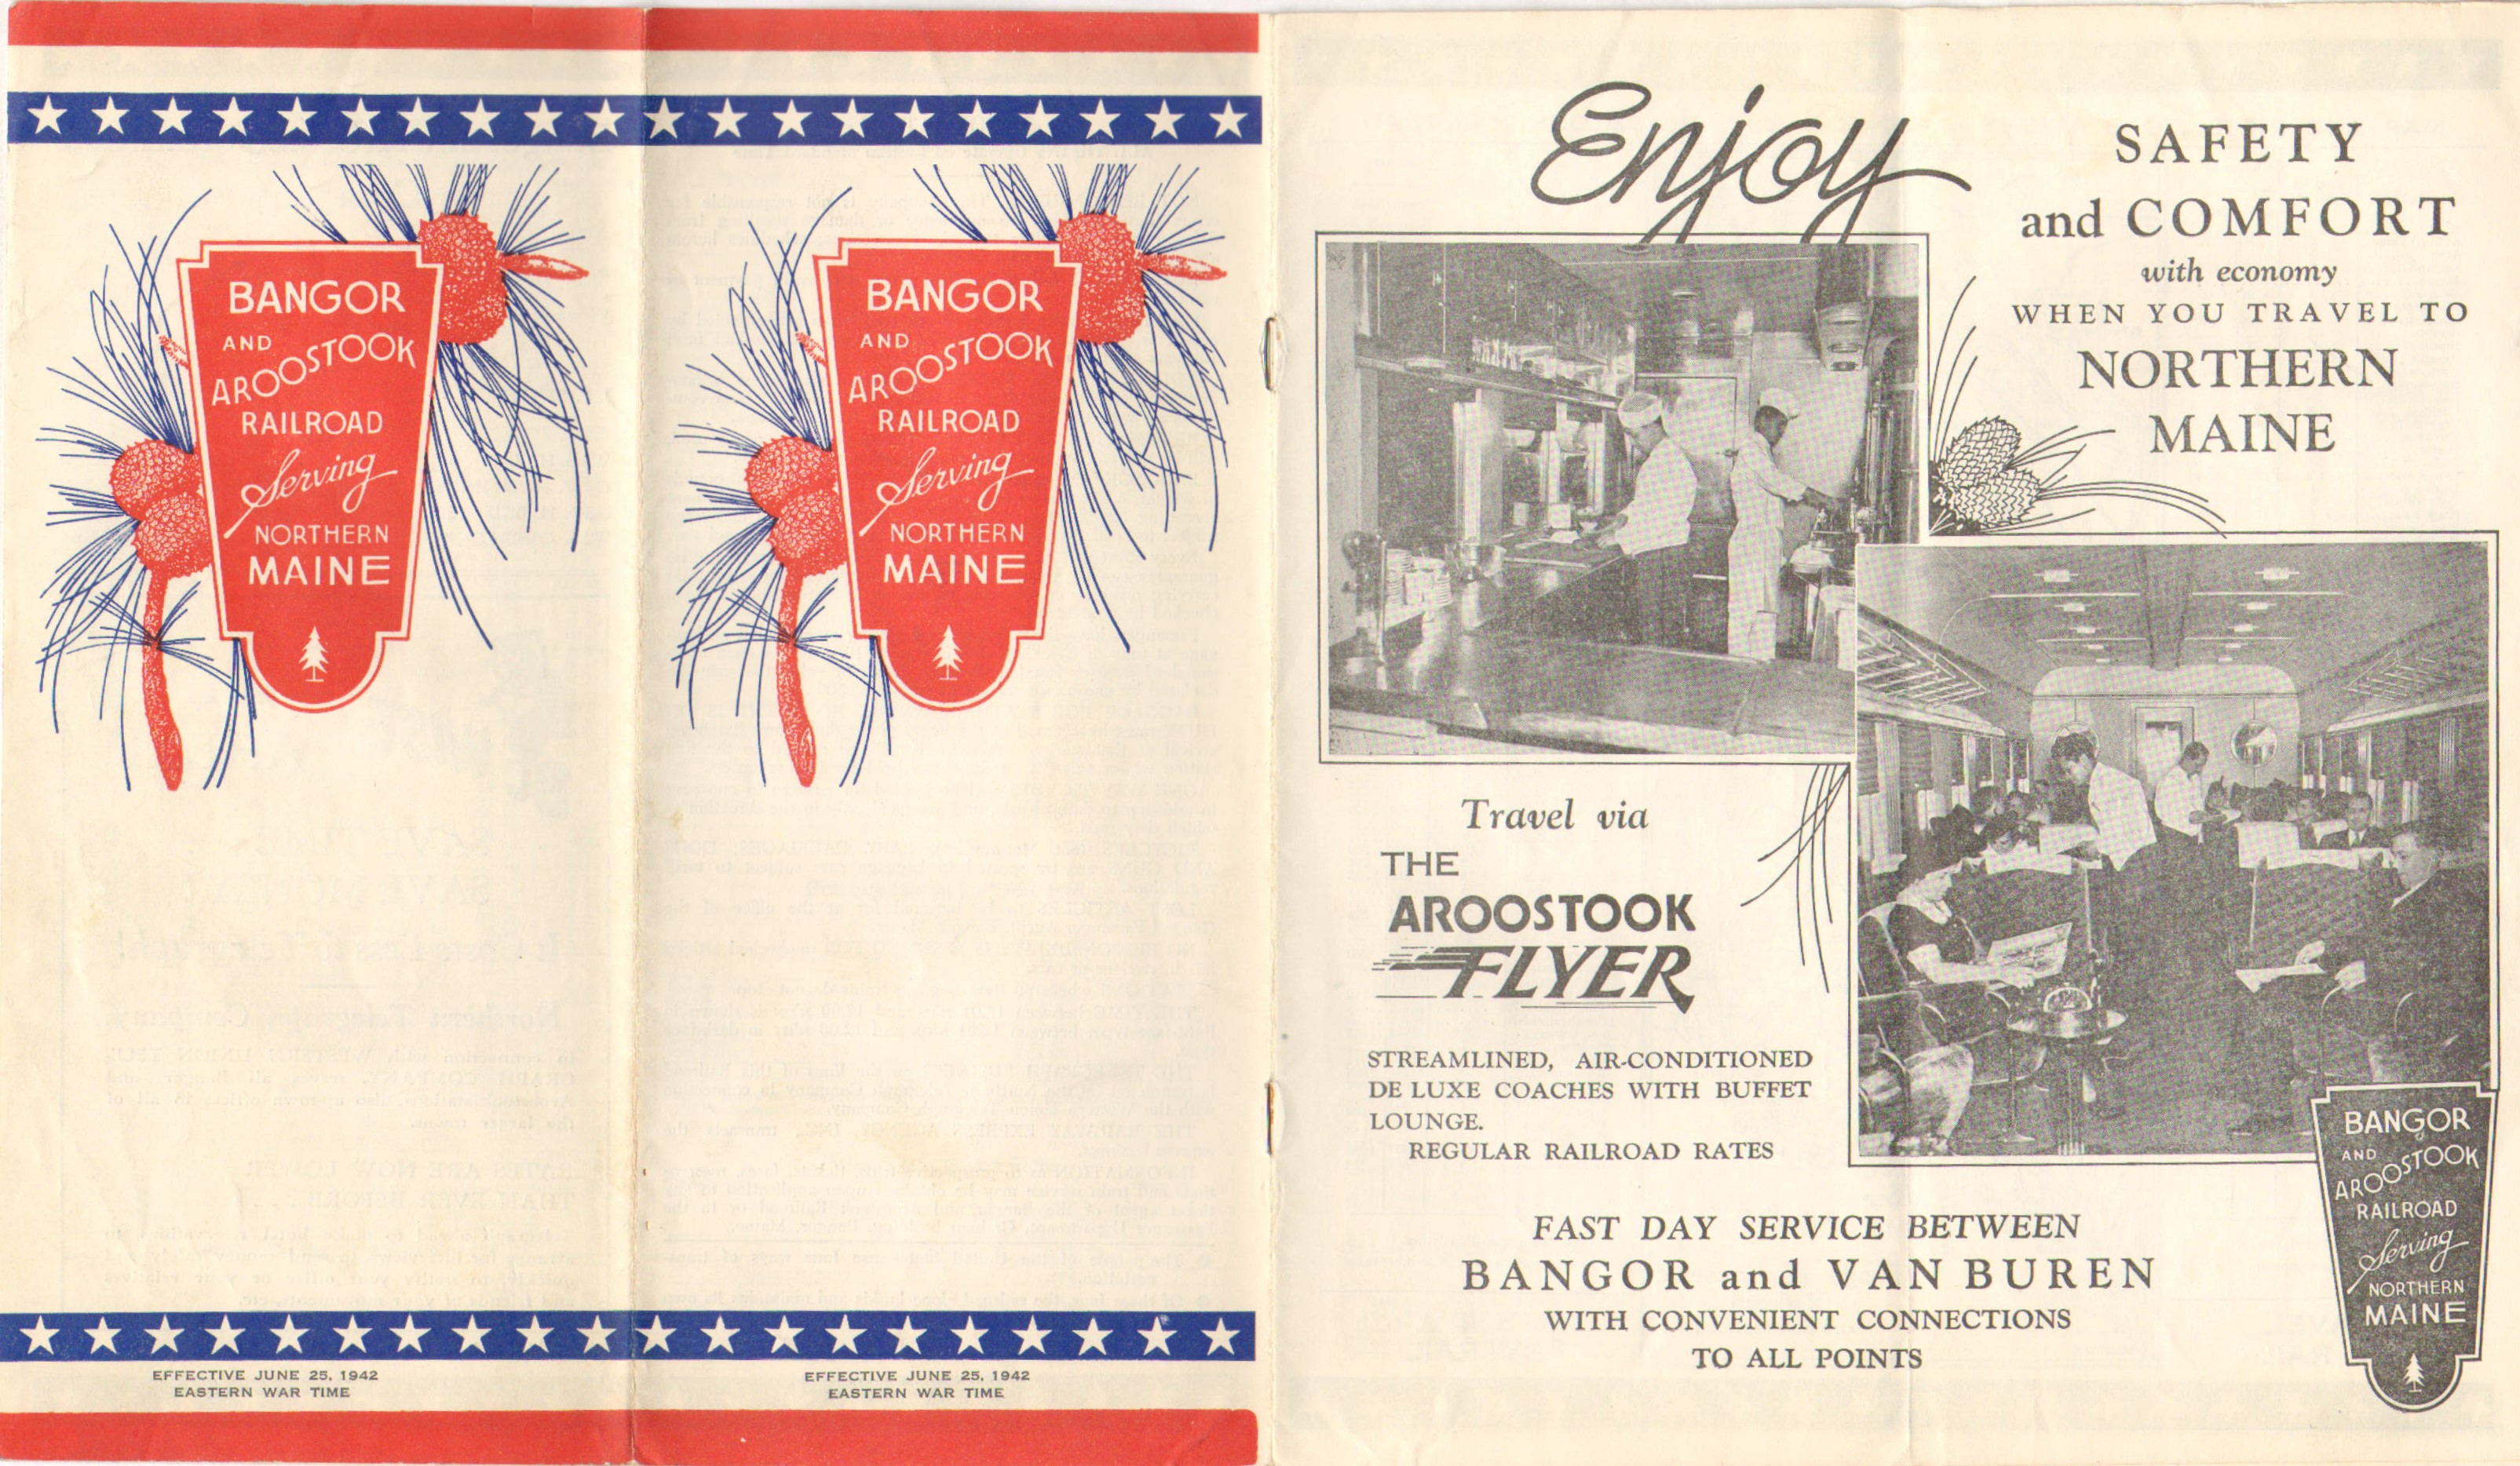 BANGOR
AND
AROOSTOOK
RAILROAD
Serving
NORTHERN
MAINE
EFFECTIVE JUNE 25, 1942
EASTERN WAR TIME
BANGOR
AND
AROOSTOOK
RAILROAD
Serving
NORTHERN
MAINE
EFFECTIVE JUNE 25, 1942
EASTERN WAR TIME
Enjoy
SAFETY
and COMFORT
with economy
WHEN YOU TRAVEL TO
NORTHERN
MAINE
Travel via
THE
AROOSTOOK
FLYER
STREAMLINED, AIR-CONDITIONED
DE LUXE COACHES WITH BUFFET
LOUNGE.
REGULAR RAILROAD RATES
FAST DAY SERVICE BETWEEN
BANGOR and VAN BUREN
WITH CONVENIENT CONNECTIONS
TO ALL POINTS
BANGOR
AND
AROOSTOOK
RAILROAD
Serving
NORTHERN
MAINE